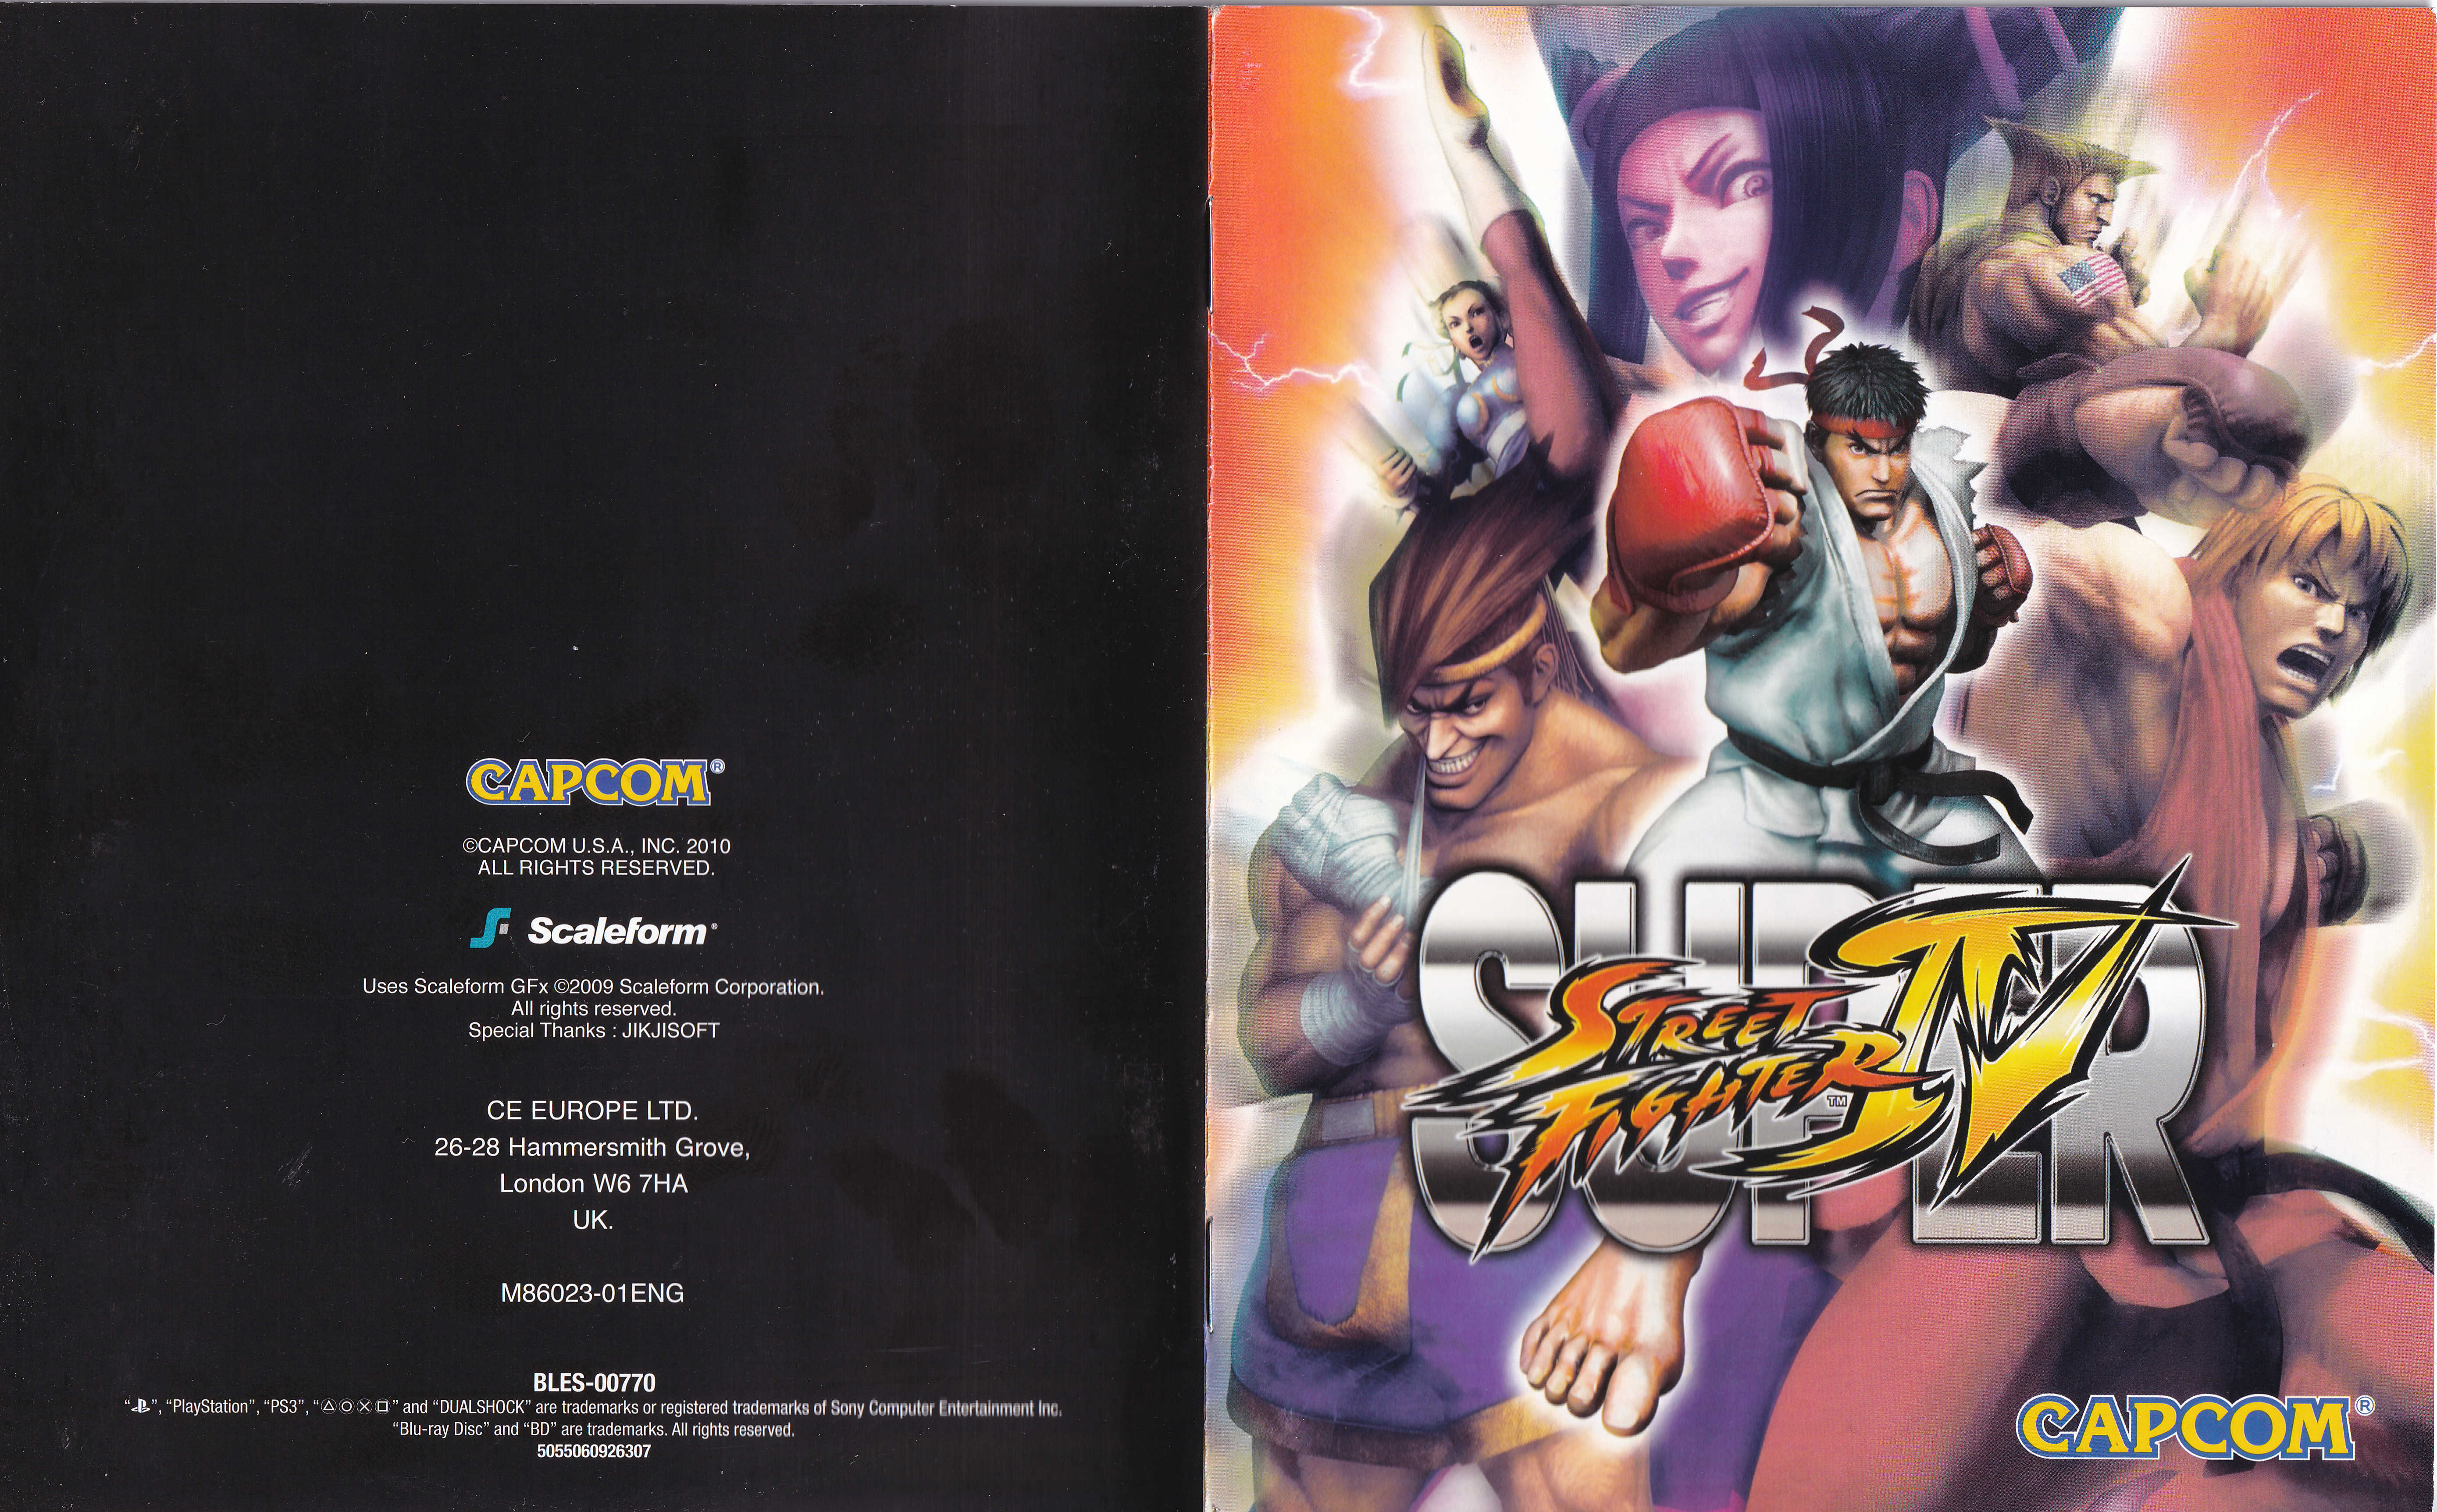 CAPCOM®
©CAPCOM U.S.A., INC. 2010
ALL RIGHTS RESERVED.
Scaleform®
Uses Scaleform GFx ©2009 Scaleform Corporation.
All rights reserved.
Special Thanks : JIKJISOFT
CE EUROPE LTD.
26-28 Hammersmith Grove,
London W6 7HA
UK.
M86023-01ENG
BLES-00770
“PS”, “PlayStation”, “PS3”, “△○✕□” and “DUALSHOCK” are trademarks or registered trademarks of Sony Computer Entertainment Inc.
“Blu-ray Disc” and “BD” are trademarks. All rights reserved.
5055060926307
SUPER
STREET
FIGHTER™ IV
CAPCOM®